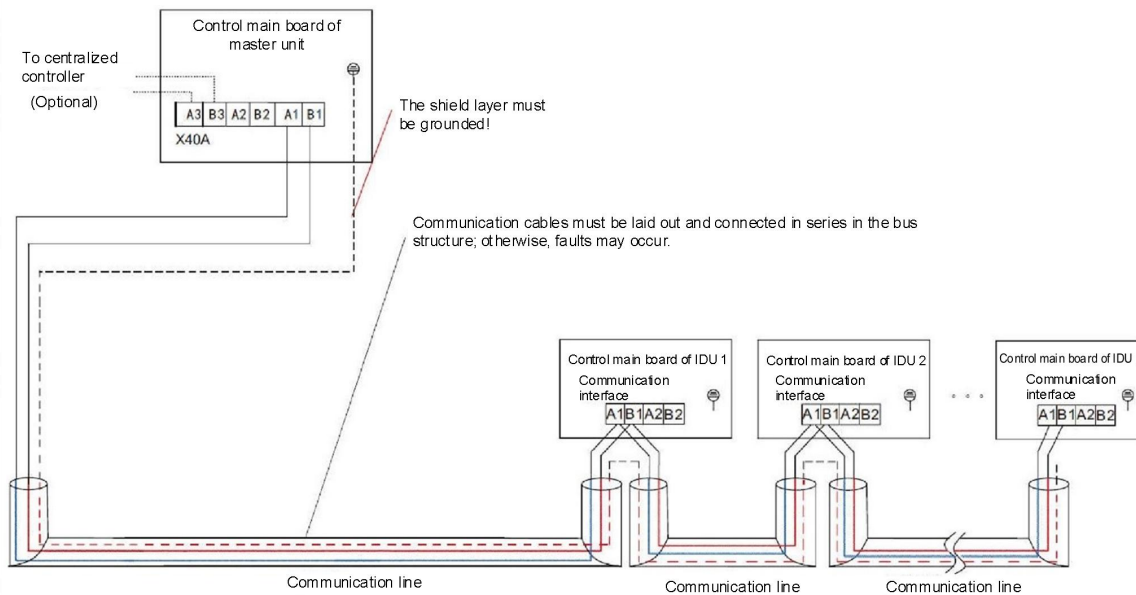 Control main board of
master unit
To centralized
controller
(Optional)
A3 B3 A2 B2 A1 B1
X40A
The shield layer must
be grounded!
Communication cables must be laid out and connected in series in the bus
structure; otherwise, faults may occur.
Control main board of IDU 1
Communication
interface
A1 B1 A2 B2
Control main board of IDU 2
Communication
interface
A1 B1 A2 B2
Control main board of IDU
Communication
interface
A1 B1 A2 B2
Communication line
Communication line
Communication line